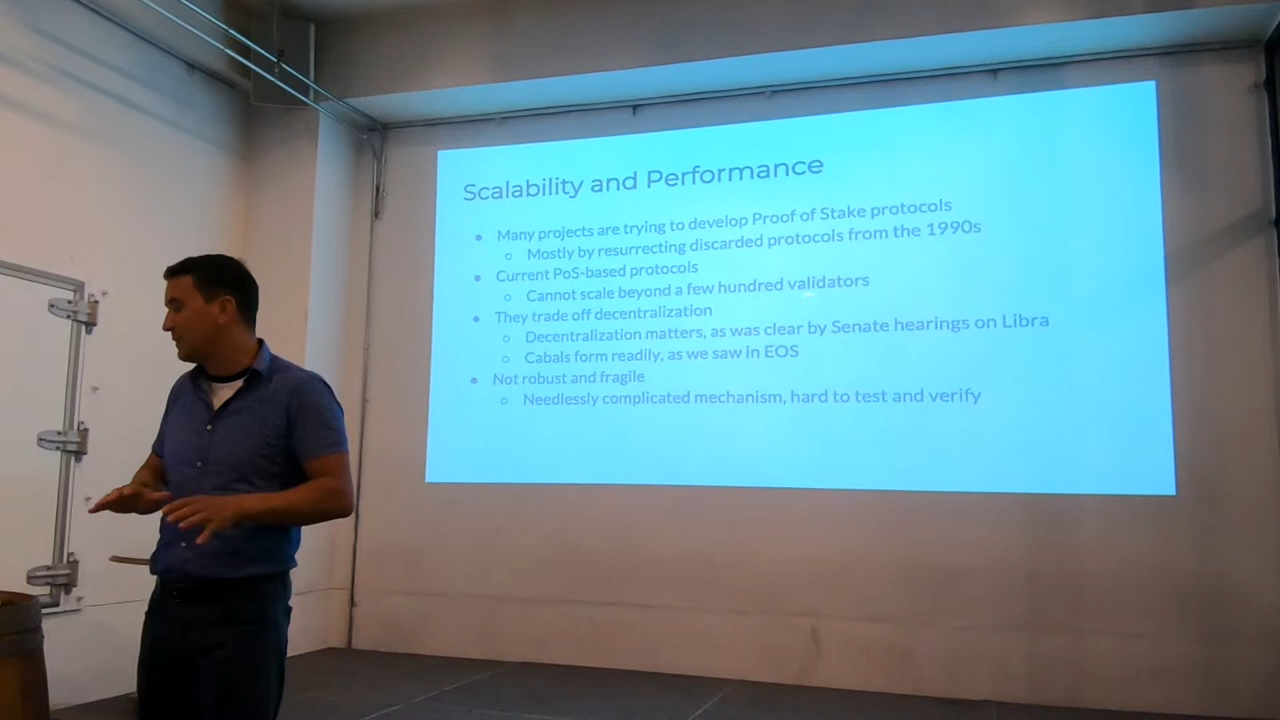 Scalability and Performance
● Many projects are trying to develop Proof of Stake protocols
○ Mostly by resurrecting discarded protocols from the 1990s
● Current PoS-based protocols
○ Cannot scale beyond a few hundred validators
● They trade off decentralization
○ Decentralization matters, as was clear by Senate hearings on Libra
○ Cabals form readily, as we saw in EOS
● Not robust and fragile
○ Needlessly complicated mechanism, hard to test and verify